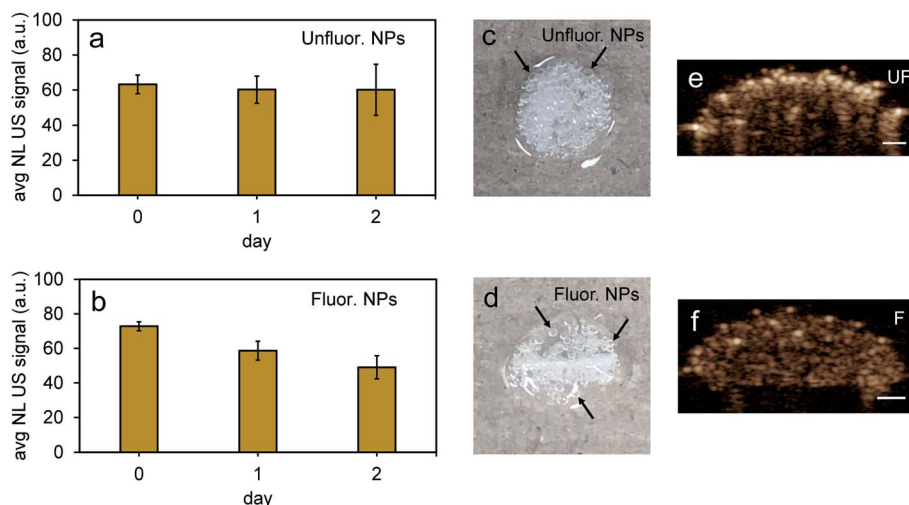 a
Unfluor. NPs
avg NL US signal (a.u.)
100
80
60
40
20
0
0 1 2
day
c
Unfluor. NPs
e
UF
b
Fluor. NPs
avg NL US signal (a.u.)
100
80
60
40
20
0
0 1 2
day
d
Fluor. NPs
f
F